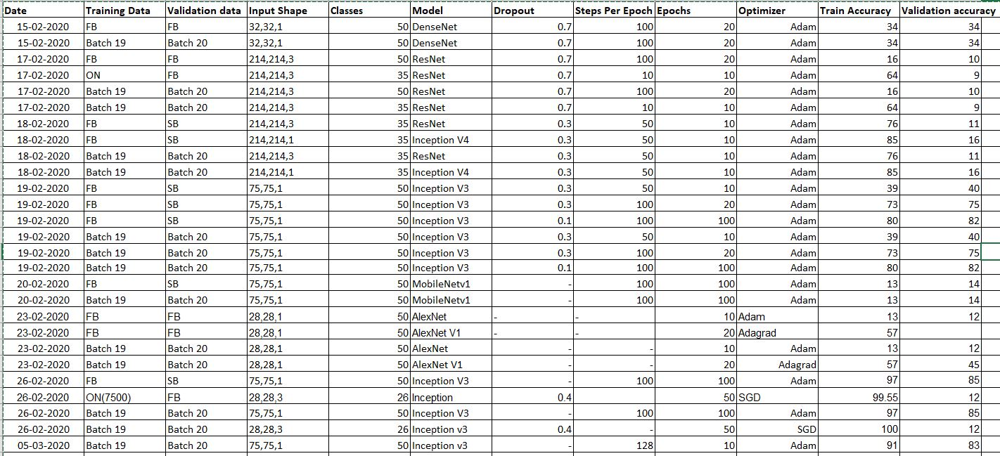 Date Training Data Validation data Input Shape Classes Model Dropout Steps Per Epoch Epochs Optimizer Train Accuracy Validation accuracy
15-02-2020 FB FB 32,32,1 50 DenseNet 0.7 100 20 Adam 34 34
15-02-2020 Batch 19 Batch 20 32,32,1 50 DenseNet 0.7 100 20 Adam 34 34
17-02-2020 FB FB 214,214,3 50 ResNet 0.7 100 20 Adam 16 10
17-02-2020 ON FB 214,214,3 35 ResNet 0.7 10 10 Adam 64 9
17-02-2020 Batch 19 Batch 20 214,214,3 50 ResNet 0.7 100 20 Adam 16 10
17-02-2020 Batch 19 Batch 20 214,214,3 35 ResNet 0.7 10 10 Adam 64 9
18-02-2020 FB SB 214,214,3 35 ResNet 0.3 50 10 Adam 76 11
18-02-2020 FB SB 214,214,1 35 Inception V4 0.3 50 10 Adam 85 16
18-02-2020 Batch 19 Batch 20 214,214,3 35 ResNet 0.3 50 10 Adam 76 11
18-02-2020 Batch 19 Batch 20 214,214,1 35 Inception V4 0.3 50 10 Adam 85 16
19-02-2020 FB SB 75,75,1 50 Inception V3 0.3 50 10 Adam 39 40
19-02-2020 FB SB 75,75,1 50 Inception V3 0.3 100 20 Adam 73 75
19-02-2020 FB SB 75,75,1 50 Inception V3 0.1 100 100 Adam 80 82
19-02-2020 Batch 19 Batch 20 75,75,1 50 Inception V3 0.3 50 10 Adam 39 40
19-02-2020 Batch 19 Batch 20 75,75,1 50 Inception V3 0.3 100 20 Adam 73 75
19-02-2020 Batch 19 Batch 20 75,75,1 50 Inception V3 0.1 100 100 Adam 80 82
20-02-2020 FB SB 75,75,1 50 MobileNetv1 - 100 100 Adam 13 14
20-02-2020 Batch 19 Batch 20 75,75,1 50 MobileNetv1 - 100 100 Adam 13 14
23-02-2020 FB FB 28,28,1 50 AlexNet - - 10 Adam 13 12
23-02-2020 FB FB 28,28,1 50 AlexNet V1 - - 20 Adagrad 57
23-02-2020 Batch 19 Batch 20 28,28,1 50 AlexNet - - 10 Adam 13 12
23-02-2020 Batch 19 Batch 20 28,28,1 50 AlexNet V1 - - 20 Adagrad 57 45
26-02-2020 FB SB 75,75,1 50 Inception V3 - 100 100 Adam 97 85
26-02-2020 ON(7500) FB 28,28,3 26 Inception 0.4 50 SGD 99.55 12
26-02-2020 Batch 19 Batch 20 75,75,1 50 Inception V3 - 100 100 Adam 97 85
26-02-2020 Batch 19 Batch 20 28,28,3 26 Inception v3 0.4 - 50 SGD 100 12
05-03-2020 Batch 19 Batch 20 75,75,1 50 Inception v3 - 128 10 Adam 91 83